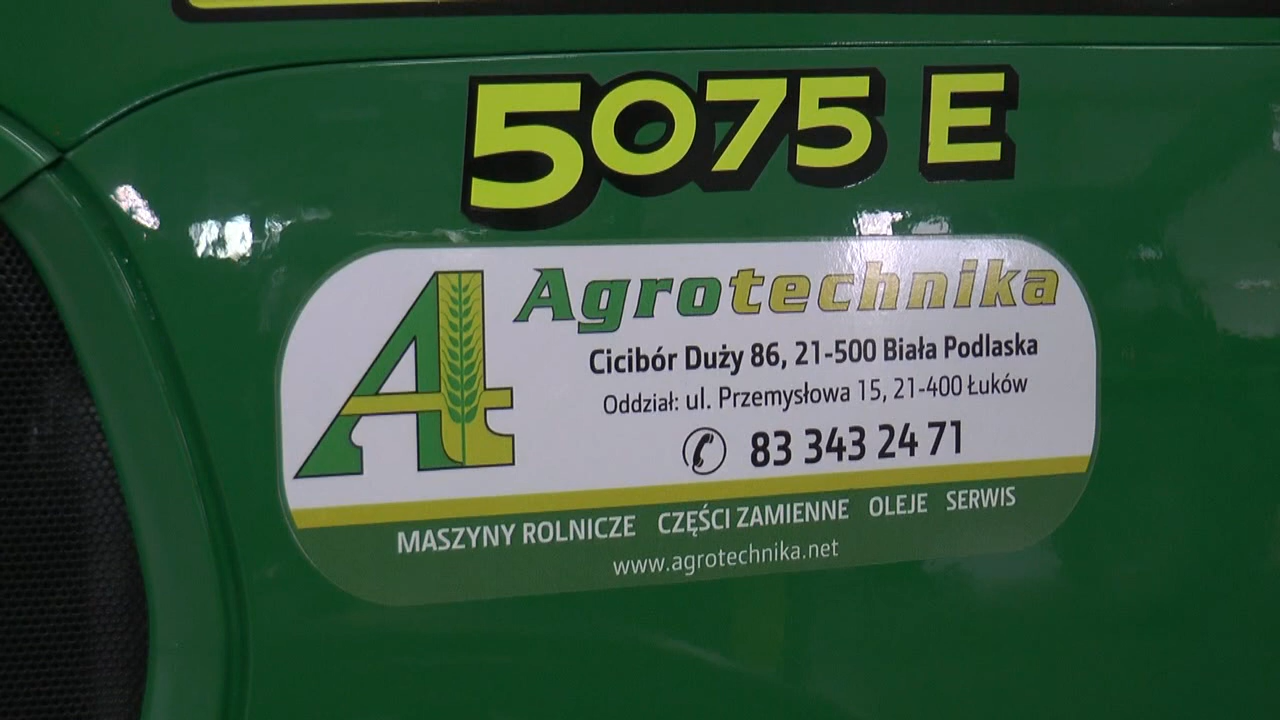 5075 E
At
Agrotechnika
Cicibór Duży 86, 21-500 Biała Podlaska
Oddział: ul. Przemysłowa 15, 21-400 Łuków
83 343 24 71
MASZYNY ROLNICZE CZĘŚCI ZAMIENNE OLEJE SERWIS
www.agrotechnika.net